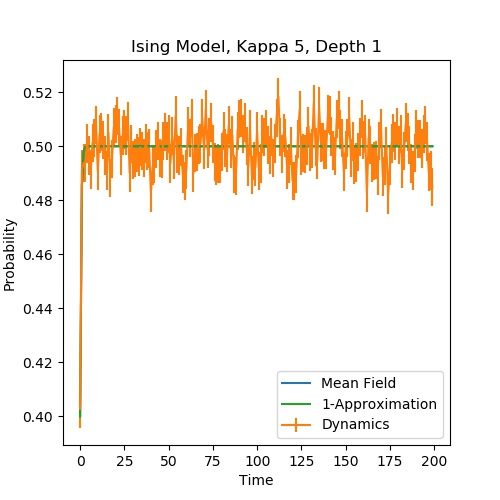 Ising Model, Kappa 5, Depth 1
0.52
0.50
0.48
0.46
0.44
0.42
0.40
Probability
Mean Field
1-Approximation
Dynamics
0 25 50 75 100 125 150 175 200
Time